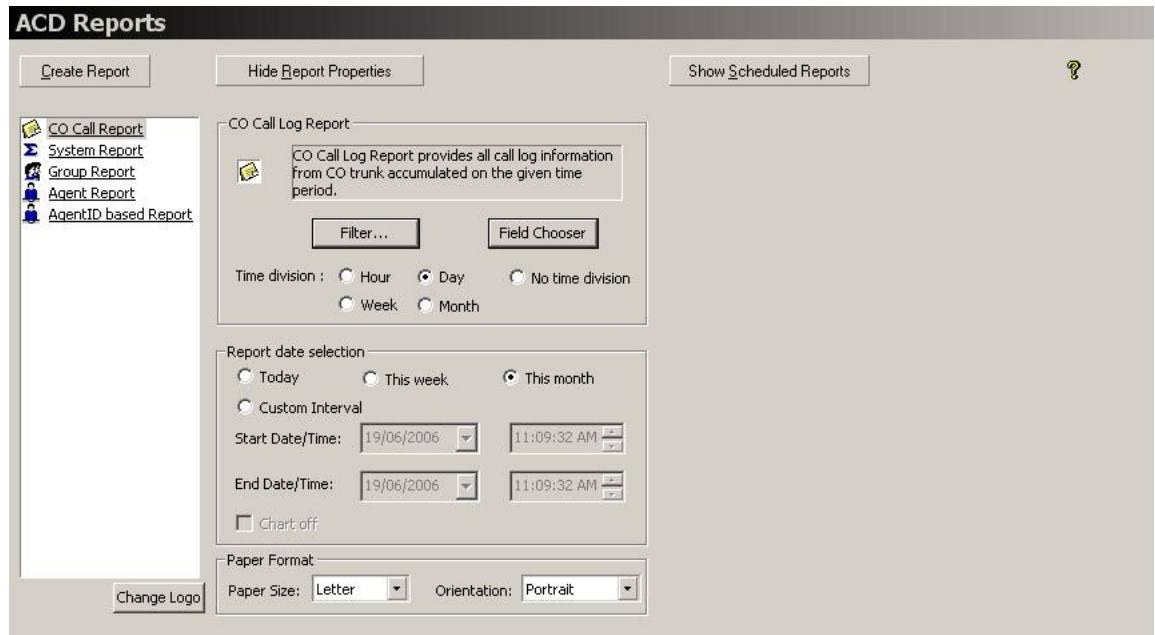 ACD Reports
Create Report
Hide Report Properties
Show Scheduled Reports
?
CO Call Report
System Report
Group Report
Agent Report
AgentID based Report
CO Call Log Report
CO Call Log Report provides all call log information
from CO trunk accumulated on the given time
period.
Filter...
Field Chooser
Time division : Hour Day No time division
Week Month
Report date selection
Today This week This month
Custom Interval
Start Date/Time: 19/06/2006 11:09:32 AM
End Date/Time: 19/06/2006 11:09:32 AM
Chart off
Paper Format
Paper Size: Letter Orientation: Portrait
Change Logo